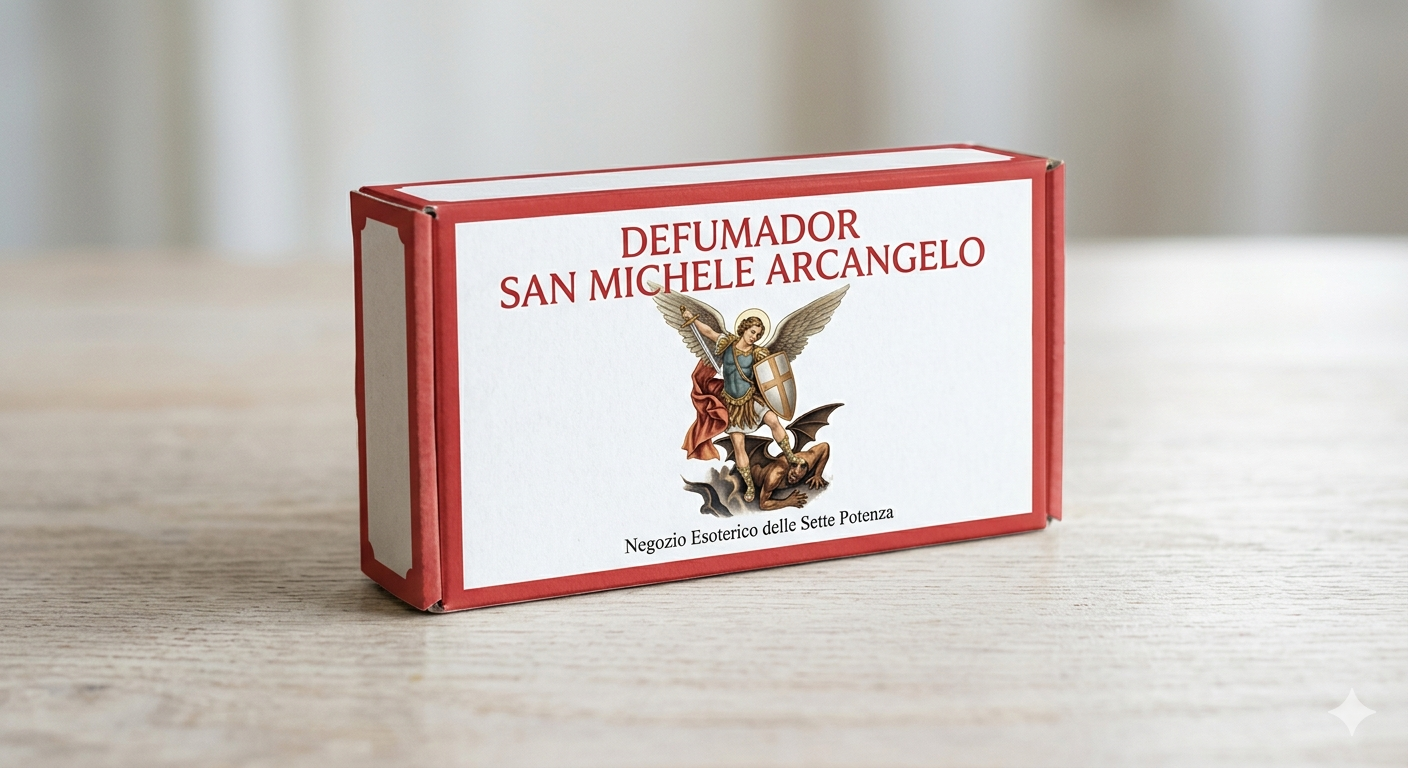 DEFUMADOR
SAN MICHELE ARCANGELO
Negozio Esoterico delle Sette Potenza